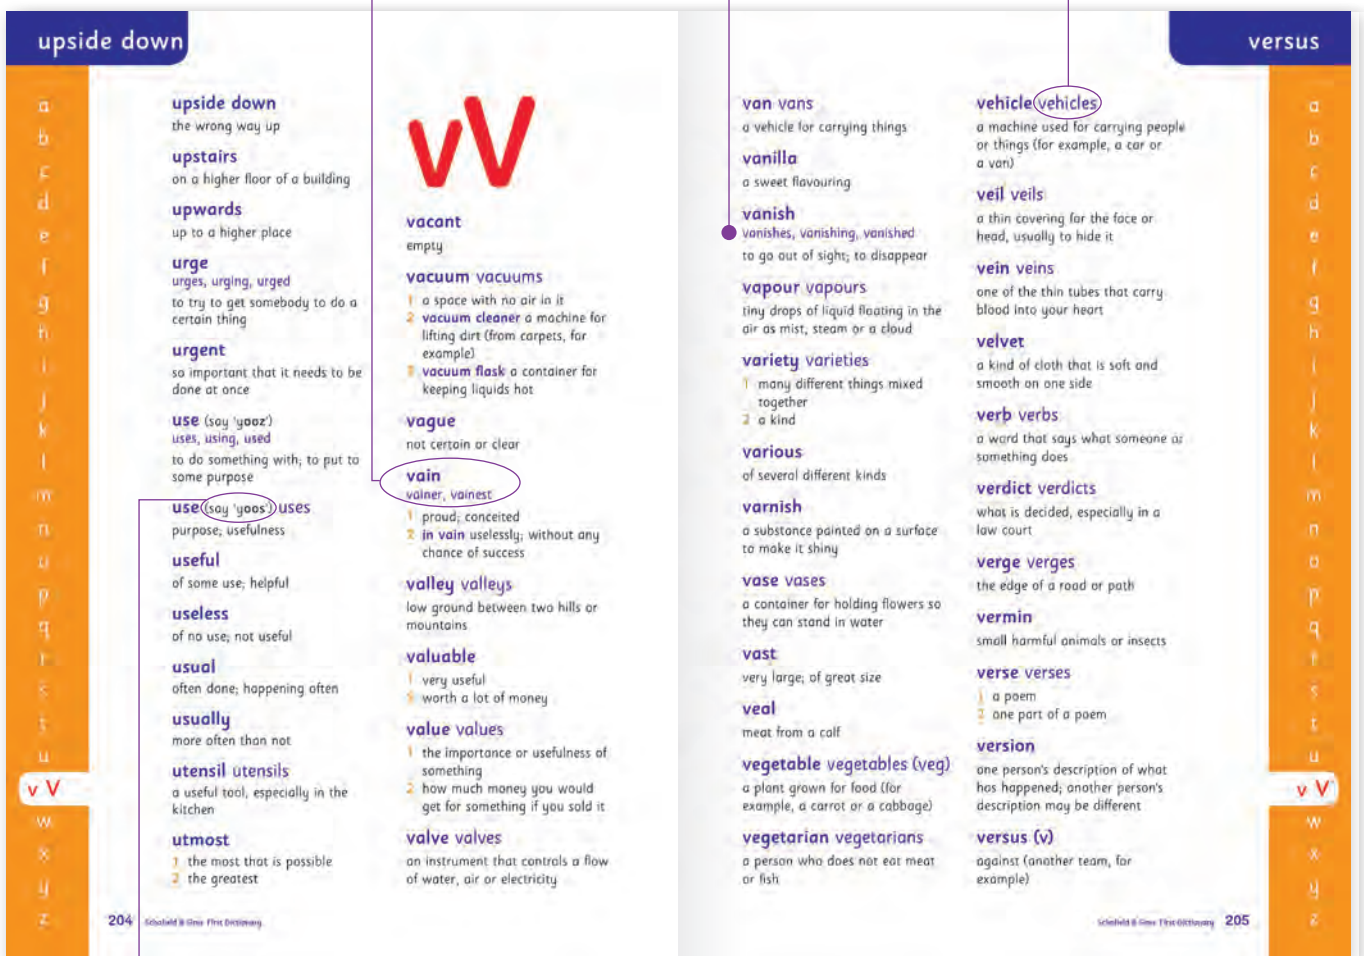 upside down
a
b
c
d
e
f
g
h
i
j
k
l
m
n
o
p
q
r
s
t
u
v V
w
x
y
z
upside down
the wrong way up
upstairs
on a higher floor of a building
upwards
up to a higher place
urge
urges, urging, urged
to try to get somebody to do a
certain thing
urgent
so important that it needs to be
done at once
use (say 'yooz')
uses, using, used
to do something with; to put to
some purpose
use (say 'yoos') uses
purpose; usefulness
useful
of some use; helpful
useless
of no use; not useful
usual
often done; happening often
usually
more often than not
utensil utensils
a useful tool, especially in the
kitchen
utmost
1 the most that is possible
2 the greatest
204 Schofield & Sims First Dictionary
vV
vacant
empty
vacuum vacuums
1 a space with no air in it
2 vacuum cleaner a machine for
lifting dirt (from carpets, for
example)
3 vacuum flask a container for
keeping liquids hot
vague
not certain or clear
vain
vainer, vainest
1 proud; conceited
2 in vain uselessly; without any
chance of success
valley valleys
low ground between two hills or
mountains
valuable
1 very useful
2 worth a lot of money
value values
1 the importance or usefulness of
something
2 how much money you would
get for something if you sold it
valve valves
an instrument that controls a flow
of water, air or electricity
versus
van vans
a vehicle for carrying things
vanilla
a sweet flavouring
vanish
vanishes, vanishing, vanished
to go out of sight; to disappear
vapour vapours
tiny drops of liquid floating in the
air as mist, steam or a cloud
variety varieties
1 many different things mixed
together
2 a kind
various
of several different kinds
varnish
a substance painted on a surface
to make it shiny
vase vases
a container for holding flowers so
they can stand in water
vast
very large; of great size
veal
meat from a calf
vegetable vegetables (veg)
a plant grown for food (for
example, a carrot or a cabbage)
vegetarian vegetarians
a person who does not eat meat
or fish
vehicle vehicles
a machine used for carrying people
or things (for example, a car or
a van)
veil veils
a thin covering for the face or
head, usually to hide it
vein veins
one of the thin tubes that carry
blood into your heart
velvet
a kind of cloth that is soft and
smooth on one side
verb verbs
a word that says what someone or
something does
verdict verdicts
what is decided, especially in a
law court
verge verges
the edge of a road or path
vermin
small harmful animals or insects
verse verses
1 a poem
2 one part of a poem
version
one person's description of what
has happened; another person's
description may be different
versus (v)
against (another team, for
example)
Schofield & Sims First Dictionary 205
a
b
c
d
e
f
g
h
i
j
k
l
m
n
o
p
q
r
s
t
u
v V
w
x
y
z